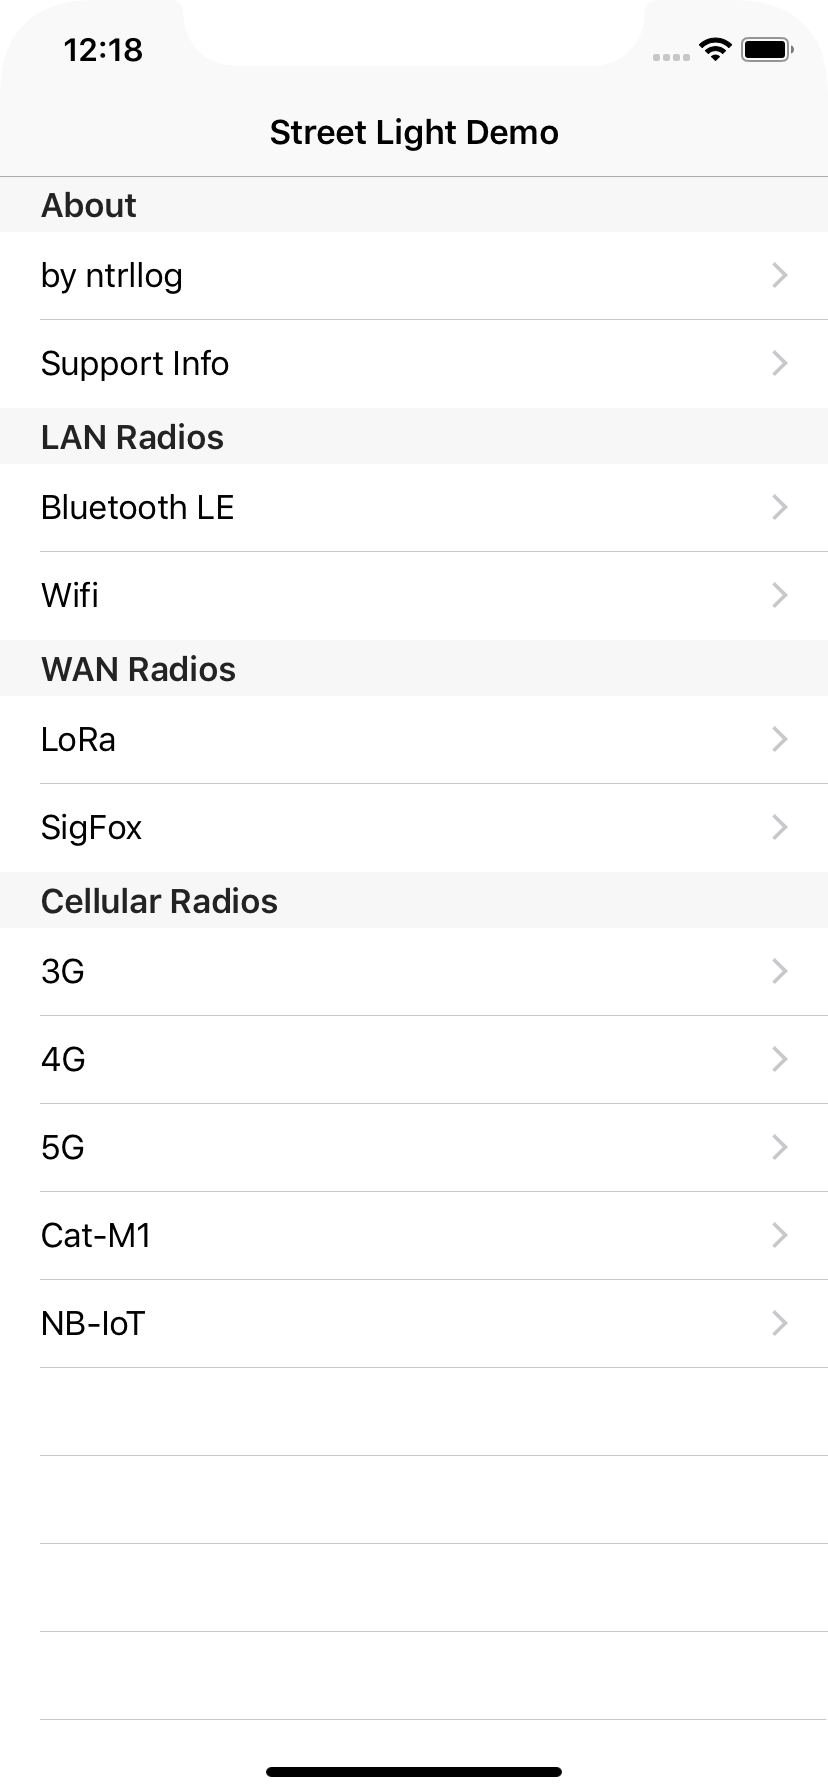 12:18
Street Light Demo
About
by ntrllog
Support Info
LAN Radios
Bluetooth LE
Wifi
WAN Radios
LoRa
SigFox
Cellular Radios
3G
4G
5G
Cat-M1
NB-IoT